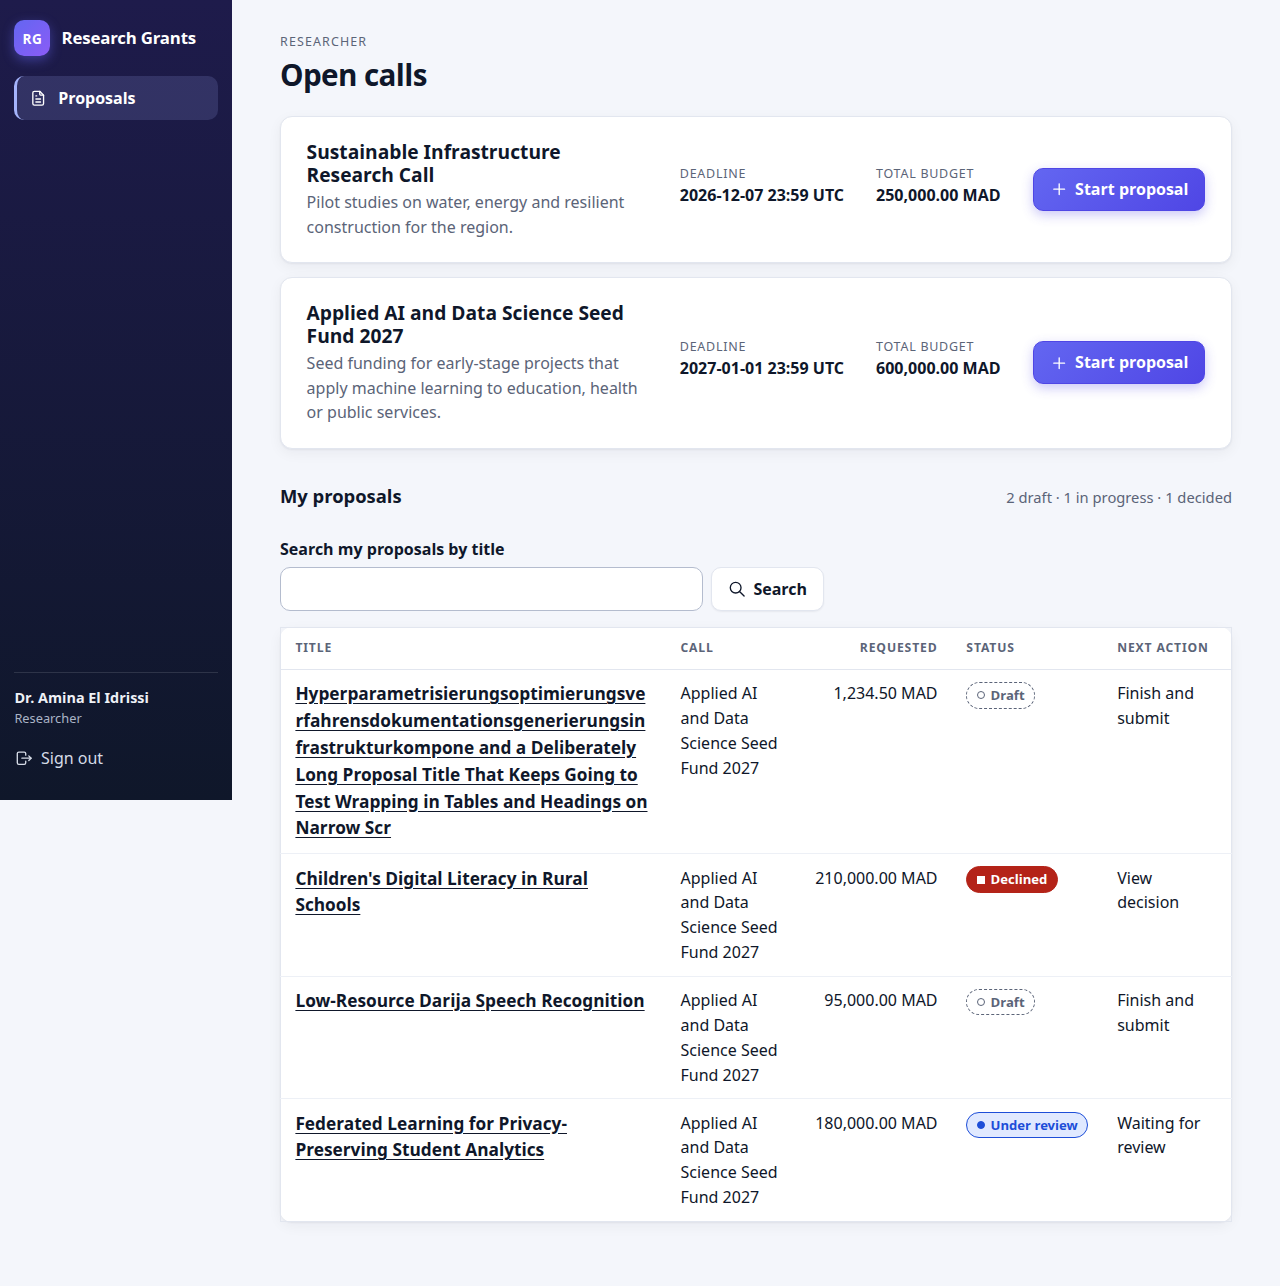 RG Research Grants
Proposals
RESEARCHER
Open calls
Sustainable Infrastructure
Research Call
Pilot studies on water, energy and resilient
construction for the region.
DEADLINE
2026-12-07 23:59 UTC
TOTAL BUDGET
250,000.00 MAD
Start proposal
Applied AI and Data Science Seed
Fund 2027
Seed funding for early-stage projects that
apply machine learning to education, health
or public services.
DEADLINE
2027-01-01 23:59 UTC
TOTAL BUDGET
600,000.00 MAD
Start proposal
My proposals
2 draft · 1 in progress · 1 decided
Search my proposals by title
Search
TITLE CALL REQUESTED STATUS NEXT ACTION
Hyperparametrisierungsoptimierungsve
rfahrensdokumentationsgenerierungsin
frastrukturkompone and a Deliberately
Long Proposal Title That Keeps Going to
Test Wrapping in Tables and Headings on
Narrow Scr
Applied AI
and Data
Science Seed
Fund 2027
1,234.50 MAD
Draft
Finish and
submit
Children's Digital Literacy in Rural
Schools
Applied AI
and Data
Science Seed
Fund 2027
210,000.00 MAD
Declined
View
decision
Low-Resource Darija Speech Recognition
Applied AI
and Data
Science Seed
Fund 2027
95,000.00 MAD
Draft
Finish and
submit
Federated Learning for Privacy-
Preserving Student Analytics
Applied AI
and Data
Science Seed
Fund 2027
180,000.00 MAD
Under review
Waiting for
review
Dr. Amina El Idrissi
Researcher
Sign out